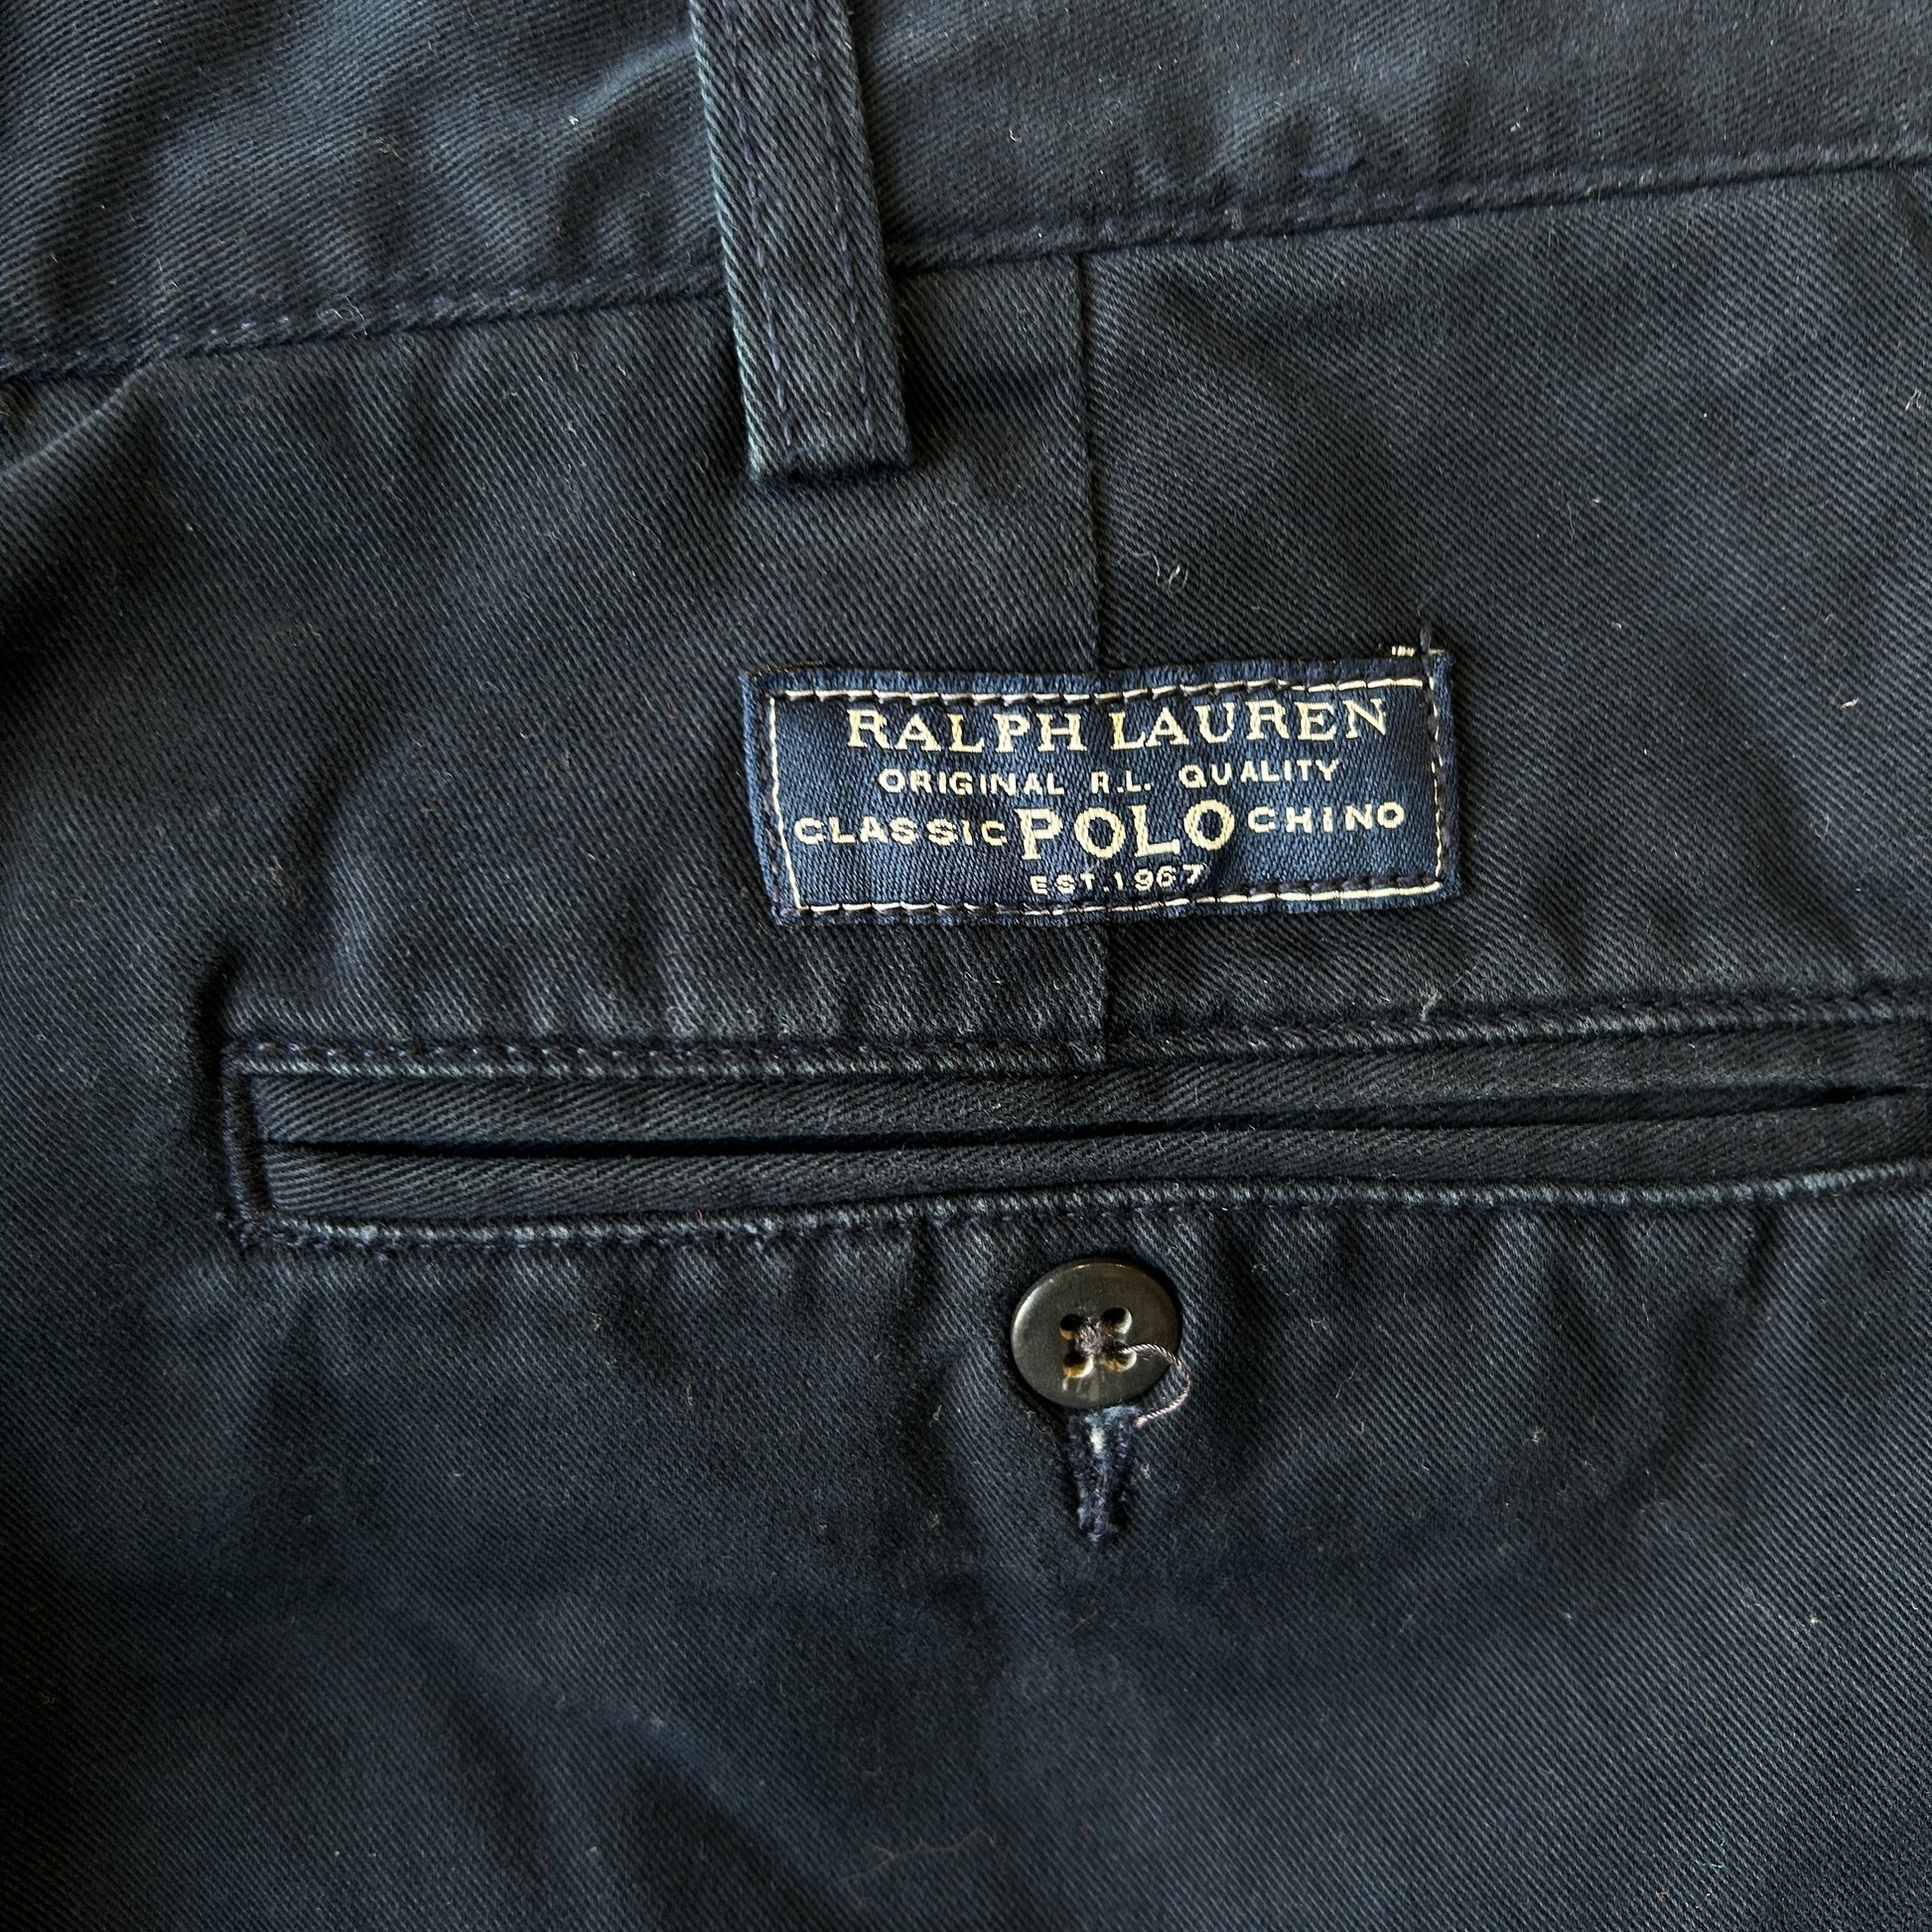 RALPH LAUREN
ORIGINAL R.L. QUALITY
CLASSIC POLO CHINO
EST. 1967